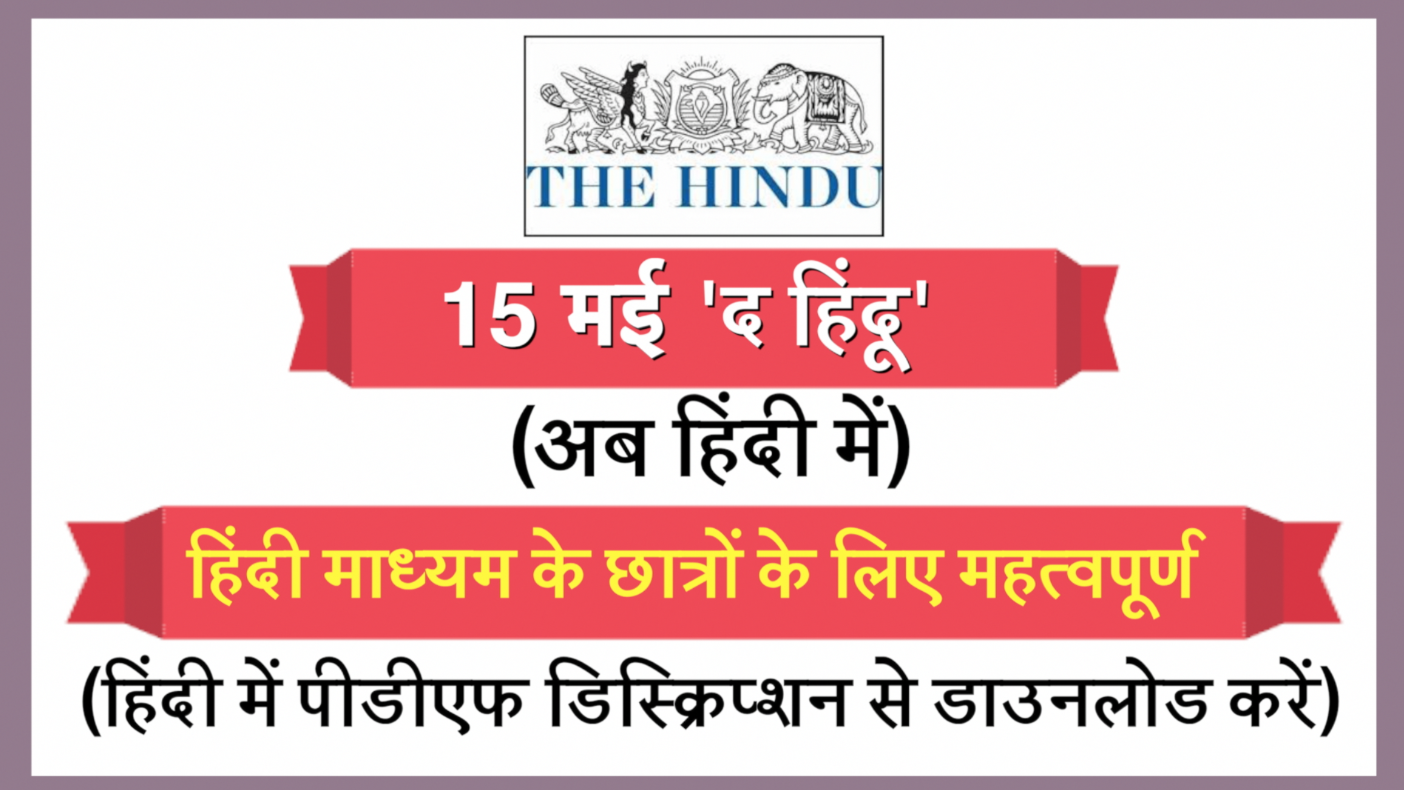 THE HINDU
15 मई 'द हिंदू'
(अब हिंदी में)
हिंदी माध्यम के छात्रों के लिए महत्वपूर्ण
(हिंदी में पीडीएफ डिस्क्रिप्शन से डाउनलोड करें)